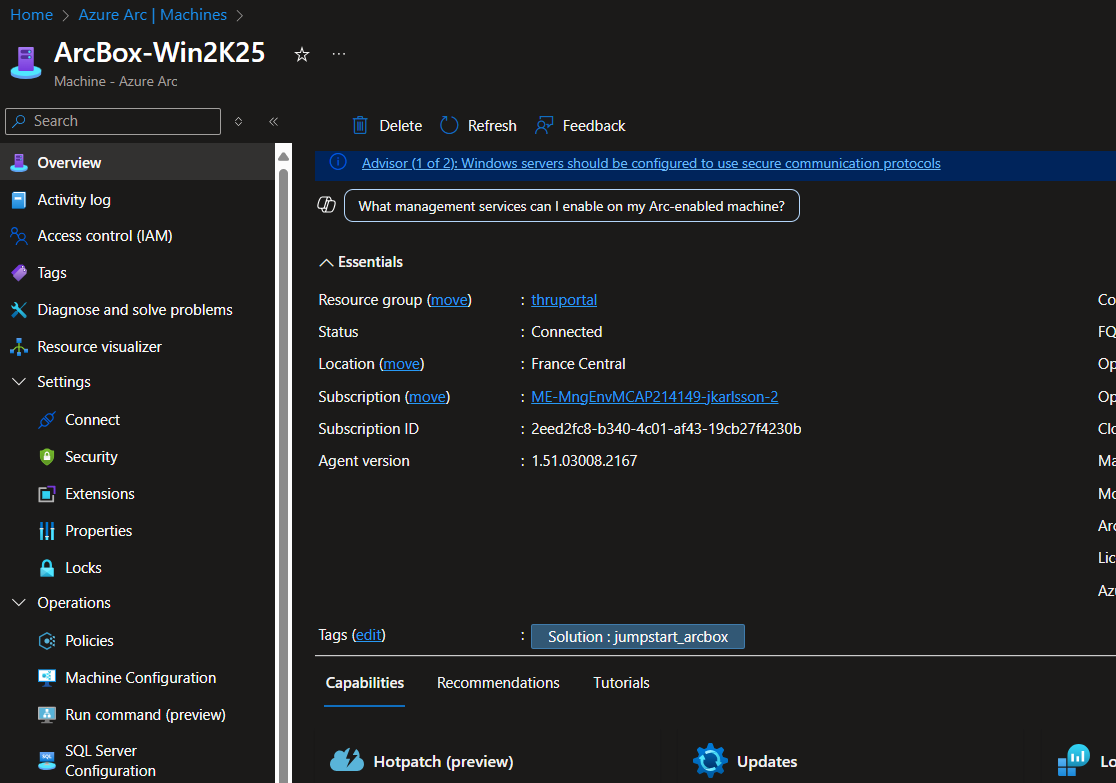 Home > Azure Arc | Machines >
ArcBox-Win2K25
Machine - Azure Arc
Search
Overview
Activity log
Access control (IAM)
Tags
Diagnose and solve problems
Resource visualizer
Settings
Connect
Security
Extensions
Properties
Locks
Operations
Policies
Machine Configuration
Run command (preview)
SQL Server
Configuration
Delete Refresh Feedback
Advisor (1 of 2): Windows servers should be configured to use secure communication protocols
What management services can I enable on my Arc-enabled machine?
Essentials
Resource group (move) : thruportal
Status : Connected
Location (move) : France Central
Subscription (move) : ME-MngEnvMCAP214149-jkarlsson-2
Subscription ID : 2eed2fc8-b340-4c01-af43-19cb27f4230b
Agent version : 1.51.03008.2167
Co
FQ
Op
Op
Clo
Ma
Mo
Arc
Lic
Azu
Tags (edit) : Solution : jumpstart_arcbox
Capabilities Recommendations Tutorials
Hotpatch (preview) Updates Lo